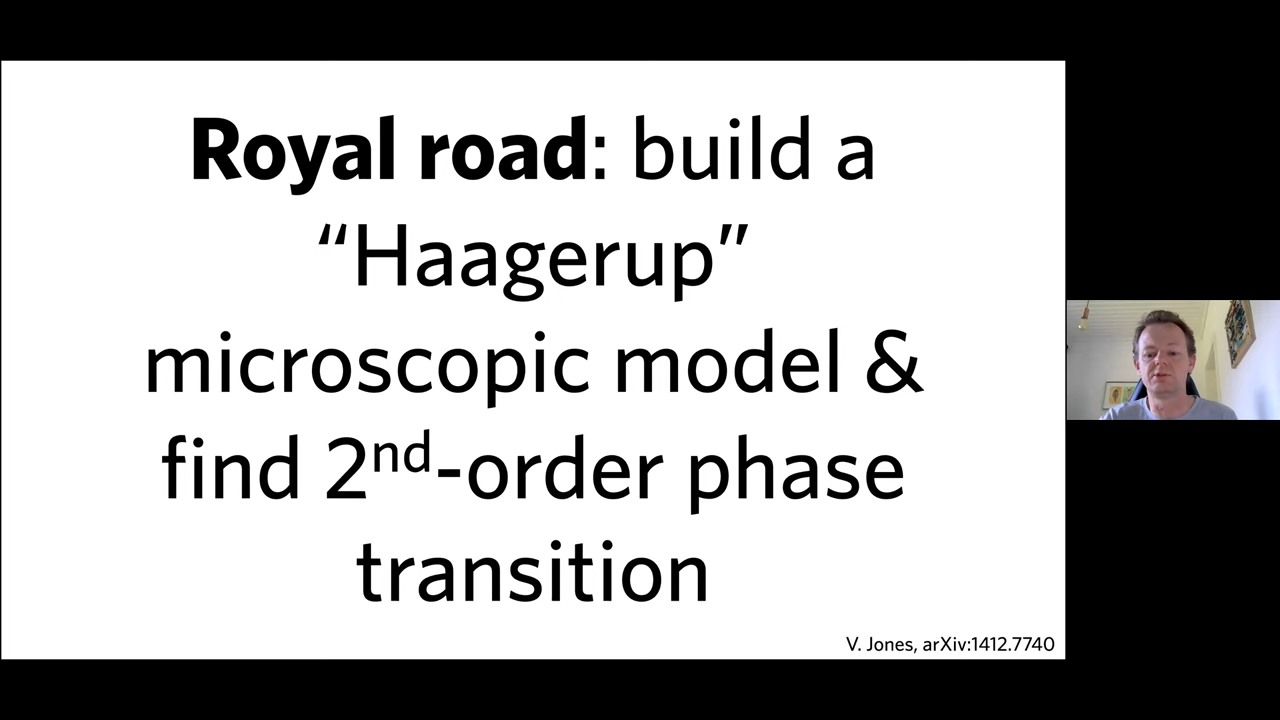 Royal road: build a
“Haagerup”
microscopic model &
find 2nd-order phase
transition
V. Jones, arXiv:1412.7740